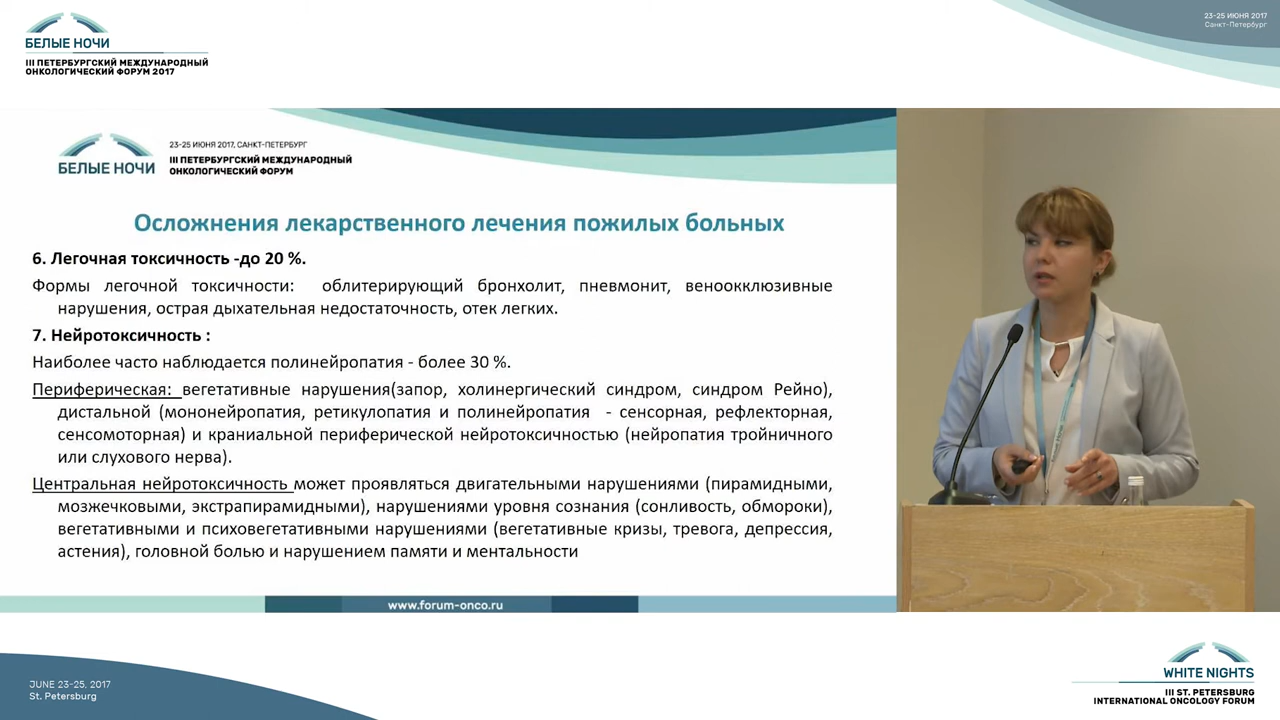 БЕЛЫЕ НОЧИ
III ПЕТЕРБУРГСКИЙ МЕЖДУНАРОДНЫЙ
ОНКОЛОГИЧЕСКИЙ ФОРУМ 2017
23-25 ИЮНЯ 2017
Санкт-Петербург
БЕЛЫЕ НОЧИ
23-25 ИЮНЯ 2017, САНКТ-ПЕТЕРБУРГ
III ПЕТЕРБУРГСКИЙ МЕЖДУНАРОДНЫЙ
ОНКОЛОГИЧЕСКИЙ ФОРУМ
Осложнения лекарственного лечения пожилых больных
6. Легочная токсичность -до 20 %.
Формы легочной токсичности: облитерирующий бронхолит, пневмонит, веноокклюзивные
нарушения, острая дыхательная недостаточность, отек легких.
7. Нейротоксичность :
Наиболее часто наблюдается полинейропатия - более 30 %.
Периферическая: вегетативные нарушения(запор, холинергический синдром, синдром Рейно),
дистальной (мононейропатия, ретикулопатия и полинейропатия - сенсорная, рефлекторная,
сенсомоторная) и краниальной периферической нейротоксичностью (нейропатия тройничного
или слухового нерва).
Центральная нейротоксичность может проявляться двигательными нарушениями (пирамидными,
мозжечковыми, экстрапирамидными), нарушениями уровня сознания (сонливость, обмороки),
вегетативными и психовегетативными нарушениями (вегетативные кризы, тревога, депрессия,
астения), головной болью и нарушением памяти и ментальности
www.forum-onco.ru
JUNE 23-25, 2017
St. Petersburg
WHITE NIGHTS
III ST. PETERSBURG
INTERNATIONAL ONCOLOGY FORUM